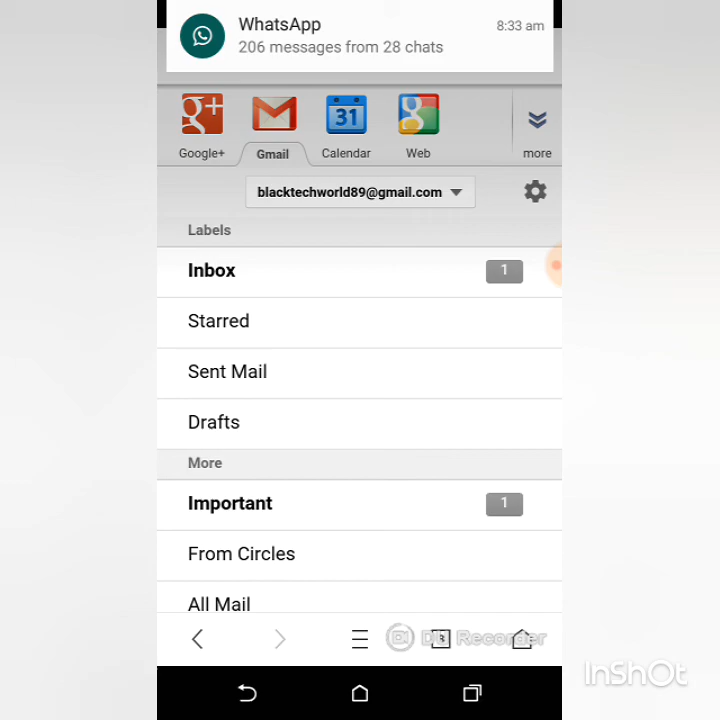 WhatsApp 8:33 am
206 messages from 28 chats
Google+ Gmail Calendar Web more
blacktechworld89@gmail.com
Labels
Inbox 1
Starred
Sent Mail
Drafts
More
Important 1
From Circles
All Mail
Recorder
InShOt